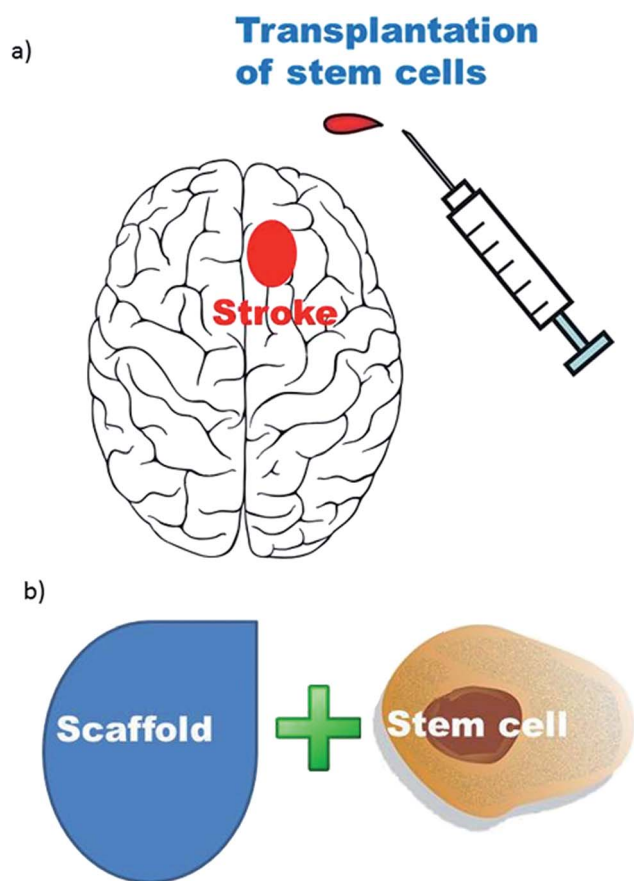 a)
Transplantation
of stem cells
Stroke
b)
Scaffold
Stem cell